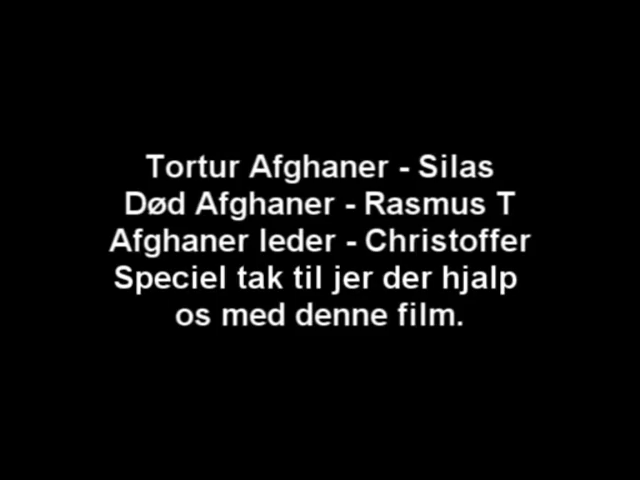 Tortur Afghaner - Silas
Død Afghaner - Rasmus T
Afghaner leder - Christoffer
Speciel tak til jer der hjalp
os med denne film.